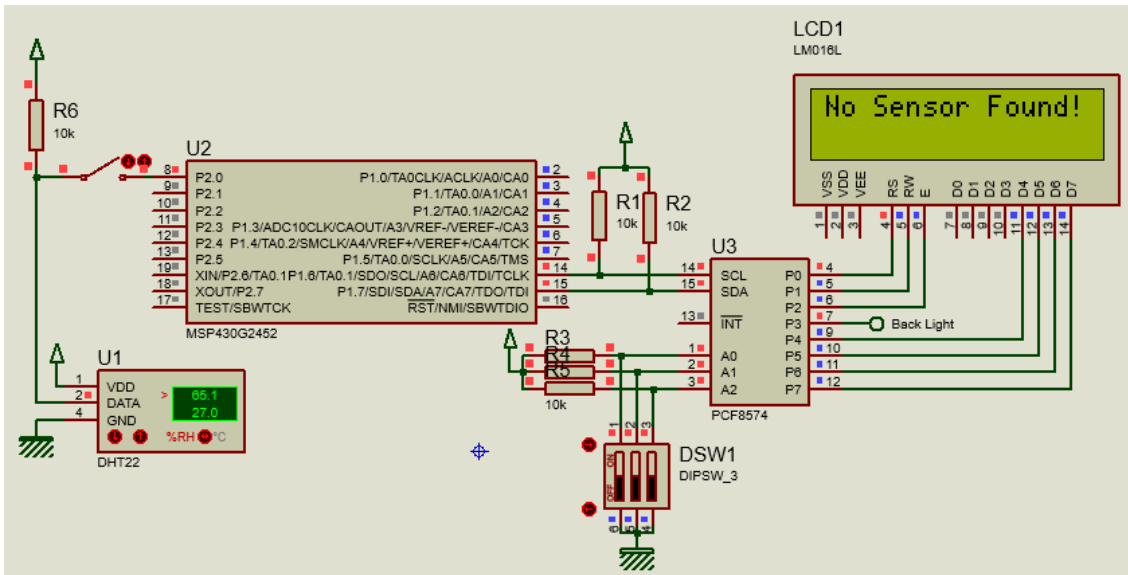 LCD1
LM016L
No Sensor Found!
VSS VDD VEE RS RW E D0 D1 D2 D3 D4 D5 D6 D7
1 2 3 4 5 6 7 8 9 10 11 12 13 14
R6
10k
U2
8 P2.0 P1.0/TA0CLK/ACLK/A0/CA0 2
9 P2.1 P1.1/TA0.0/A1/CA1 3
10 P2.2 P1.2/TA0.1/A2/CA2 4
11 P2.3 P1.3/ADC10CLK/CAOUT/A3/VREF-/VEREF-/CA3 5
12 P2.4 P1.4/TA0.2/SMCLK/A4/VREF+/VEREF+/CA4/TCK 6
13 P2.5 P1.5/TA0.0/SCLK/A5/CA5/TMS 7
19 XIN/P2.6/TA0.1 P1.6/TA0.1/SDO/SCL/A6/CA6/TDI/TCLK 14
18 XOUT/P2.7 P1.7/SDI/SDA/A7/CA7/TDO/TDI 15
17 TEST/SBWTCK RST/NMI/SBWTDIO 16
MSP430G2452
R1
10k
R2
10k
U3
14 SCL P0 4
15 SDA P1 5
P2 6
13 INT P3 7
Back Light
P4 9
1 A0 P5 10
2 A1 P6 11
3 A2 P7 12
PCF8574
R3
R4
R5
10k
U1
1 VDD
2 DATA
4 GND
> 65.1
27.0
%RH °C
DHT22
1 2 3
ON
OFF
6 5 4
DSW1
DIPSW_3